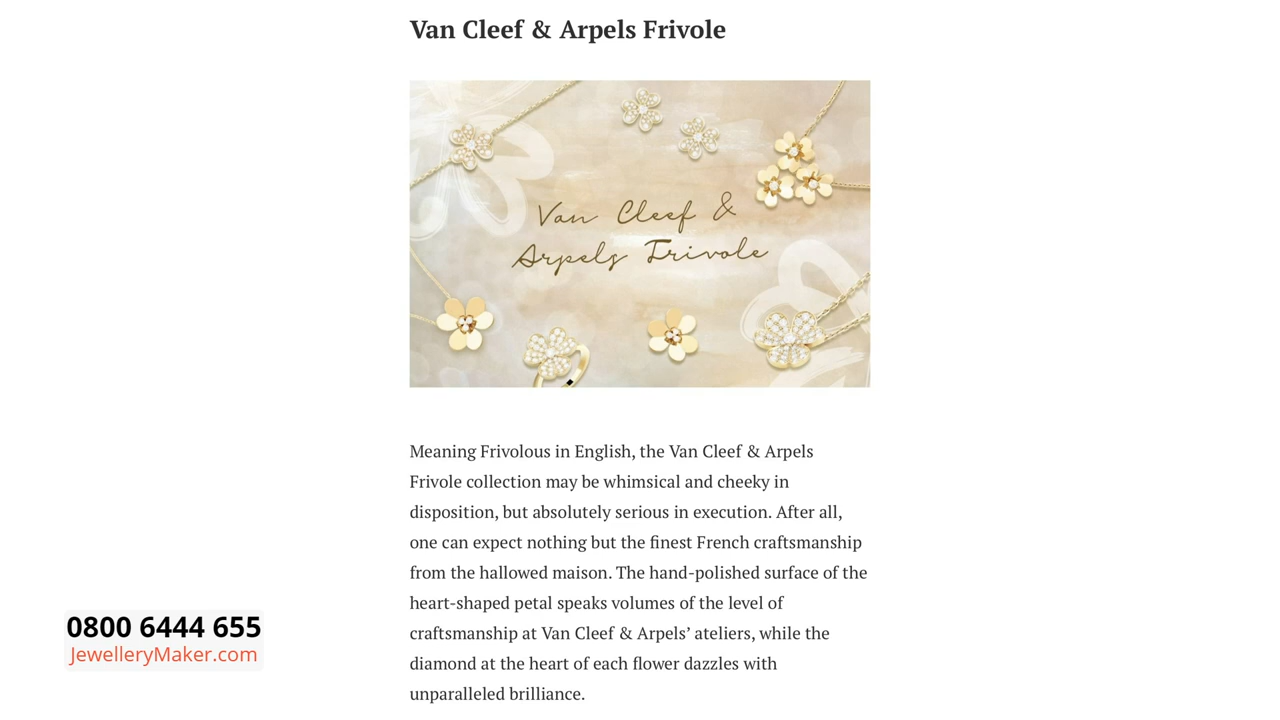 Van Cleef & Arpels Frivole
Van Cleef &
Arpels Frivole
Meaning Frivolous in English, the Van Cleef & Arpels
Frivole collection may be whimsical and cheeky in
disposition, but absolutely serious in execution. After all,
one can expect nothing but the finest French craftsmanship
from the hallowed maison. The hand-polished surface of the
heart-shaped petal speaks volumes of the level of
craftsmanship at Van Cleef & Arpels’ ateliers, while the
diamond at the heart of each flower dazzles with
unparalleled brilliance.
0800 6444 655
JewelleryMaker.com